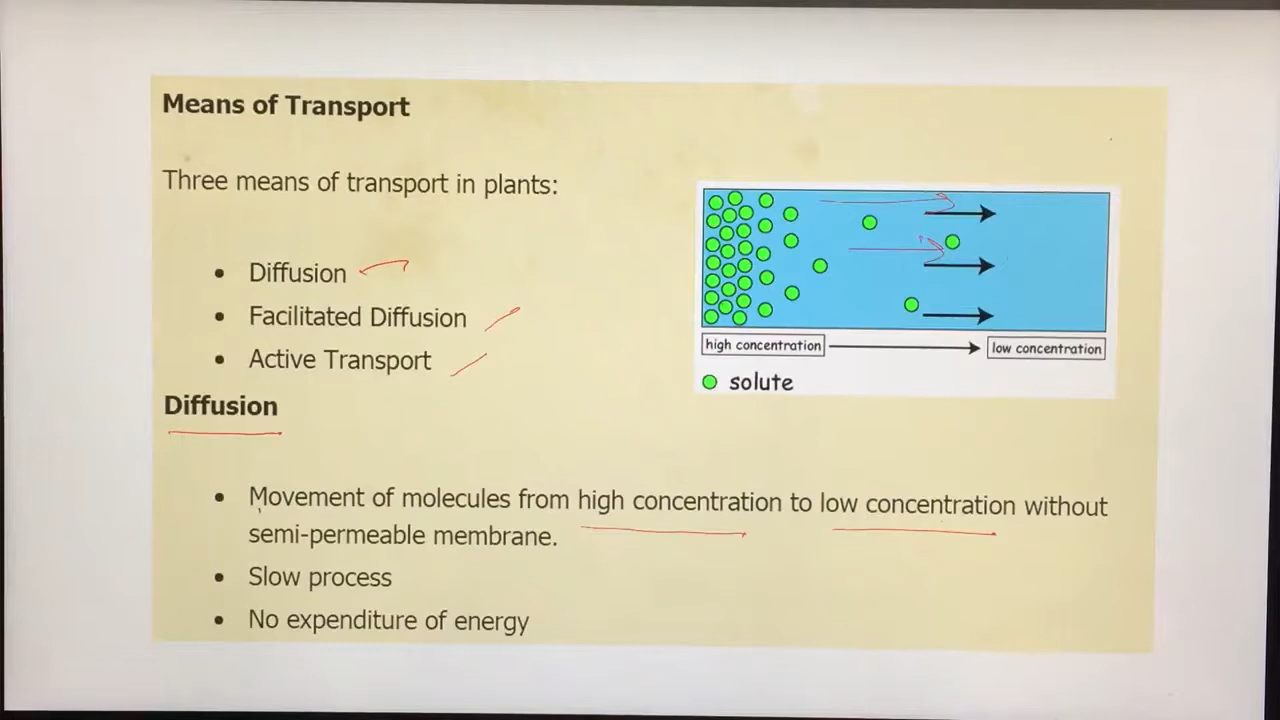 Means of Transport
Three means of transport in plants:
• Diffusion
• Facilitated Diffusion
• Active Transport
high concentration
low concentration
solute
Diffusion
• Movement of molecules from high concentration to low concentration without
semi-permeable membrane.
• Slow process
• No expenditure of energy